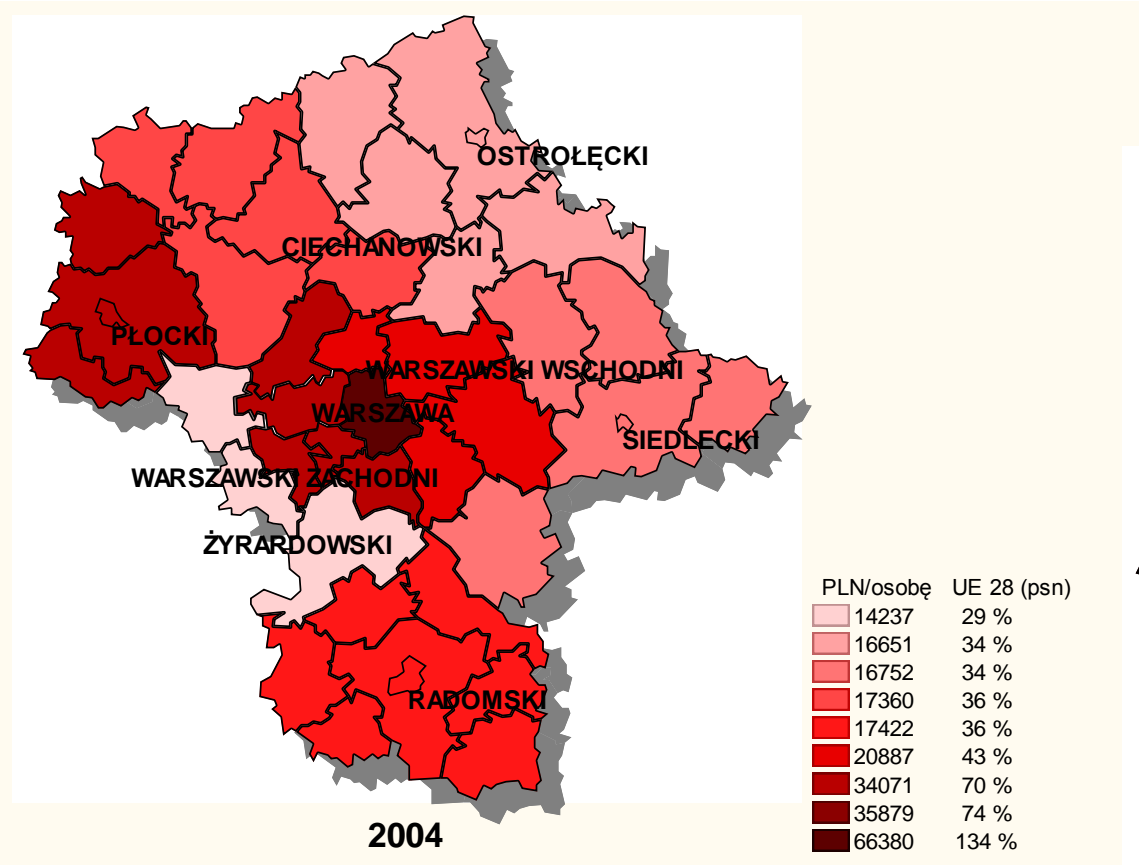 OSTROŁĘCKI
CIECHANOWSKI
PŁOCKI
WARSZAWSKI WSCHODNI
WARSZAWA
SIEDLECKI
WARSZAWSKI ZACHODNI
ŻYRARDOWSKI
RADOMSKI
2004
PLN/osobę UE 28 (psn)
14237 29 %
16651 34 %
16752 34 %
17360 36 %
17422 36 %
20887 43 %
34071 70 %
35879 74 %
66380 134 %